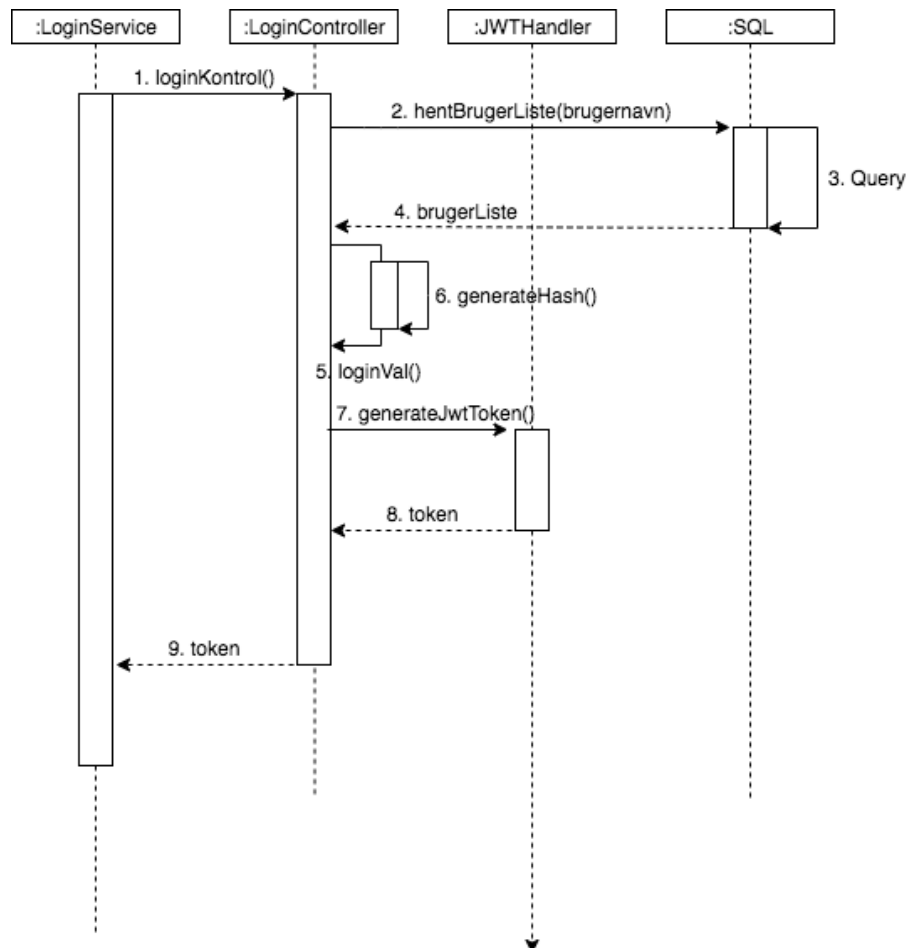 :LoginService
:LoginController
:JWTHandler
:SQL
1. loginKontrol()
2. hentBrugerListe(brugernavn)
3. Query
4. brugerListe
6. generateHash()
5. loginVal()
7. generateJwtToken()
8. token
9. token